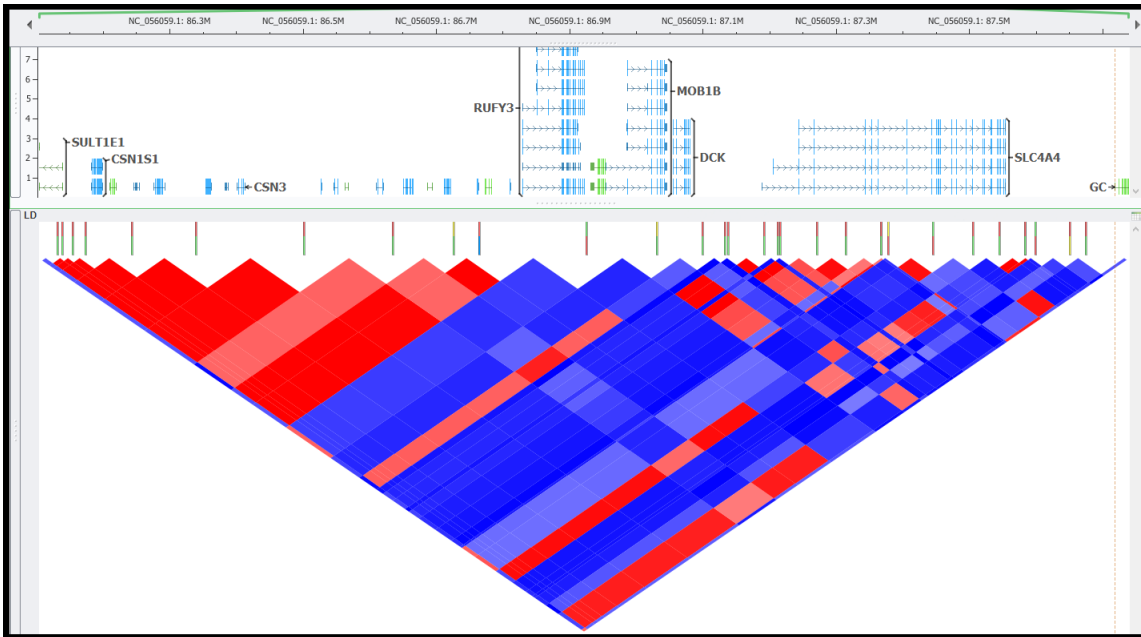 NC_056059.1: 86.3M NC_056059.1: 86.5M NC_056059.1: 86.7M NC_056059.1: 86.9M NC_056059.1: 87.1M NC_056059.1: 87.3M NC_056059.1: 87.5M
7
6
5
4
3
2
1
SULT1E1
CSN1S1
CSN3
RUFY3
MOB1B
DCK
SLC4A4
GC
LD